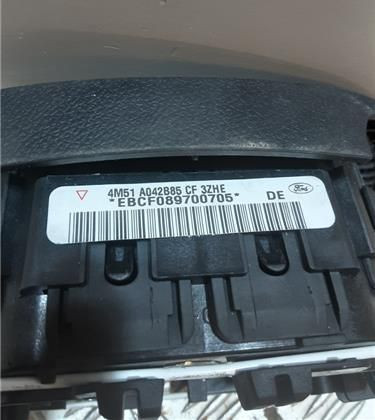 4M51 A042B85 CF 3ZHE
*EBCF089700705* DE
Ford